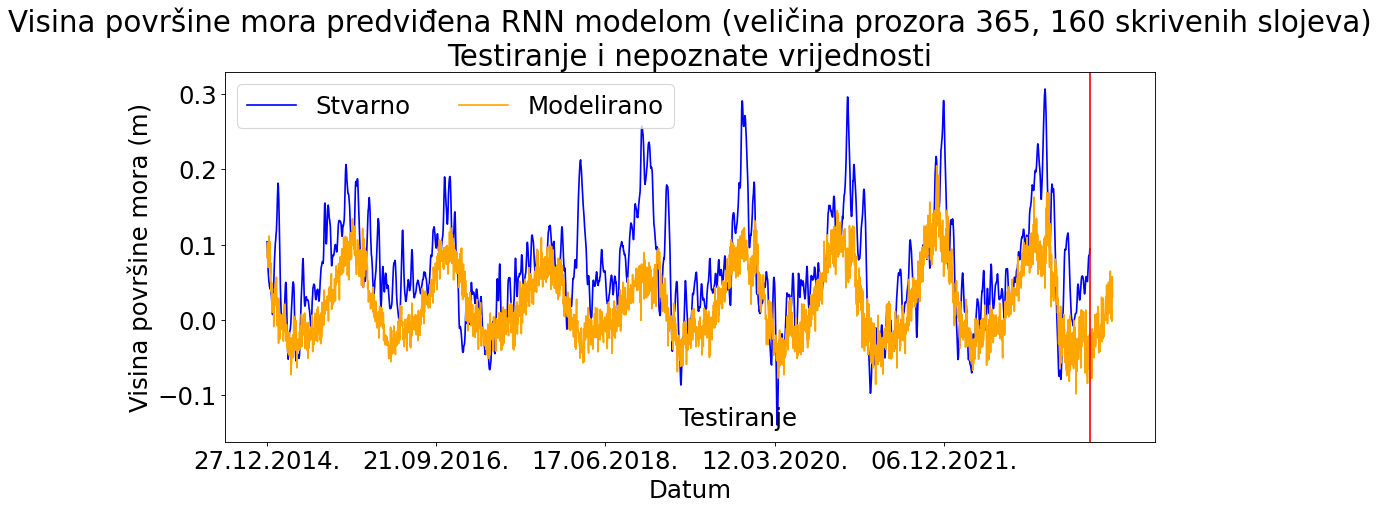 Visina površine mora predviđena RNN modelom (veličina prozora 365, 160 skrivenih slojeva)
Testiranje i nepoznate vrijednosti
Stvarno
Modelirano
Visina površine mora (m)
0.3
0.2
0.1
0.0
−0.1
Testiranje
27.12.2014.
21.09.2016.
17.06.2018.
12.03.2020.
06.12.2021.
Datum